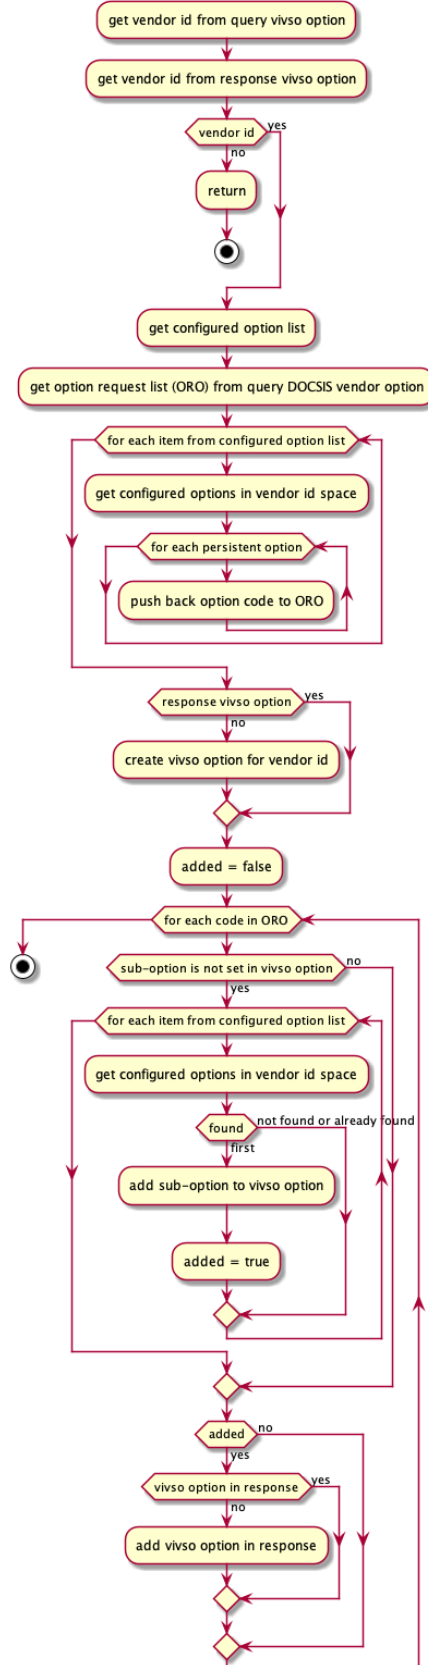 get vendor id from query vivso option
get vendor id from response vivso option
vendor id
yes
no
return
get configured option list
get option request list (ORO) from query DOCSIS vendor option
for each item from configured option list
get configured options in vendor id space
for each persistent option
push back option code to ORO
response vivso option
yes
no
create vivso option for vendor id
added = false
for each code in ORO
sub-option is not set in vivso option
no
yes
for each item from configured option list
get configured options in vendor id space
found
not found or already found
first
add sub-option to vivso option
added = true
added
no
yes
vivso option in response
yes
no
add vivso option in response